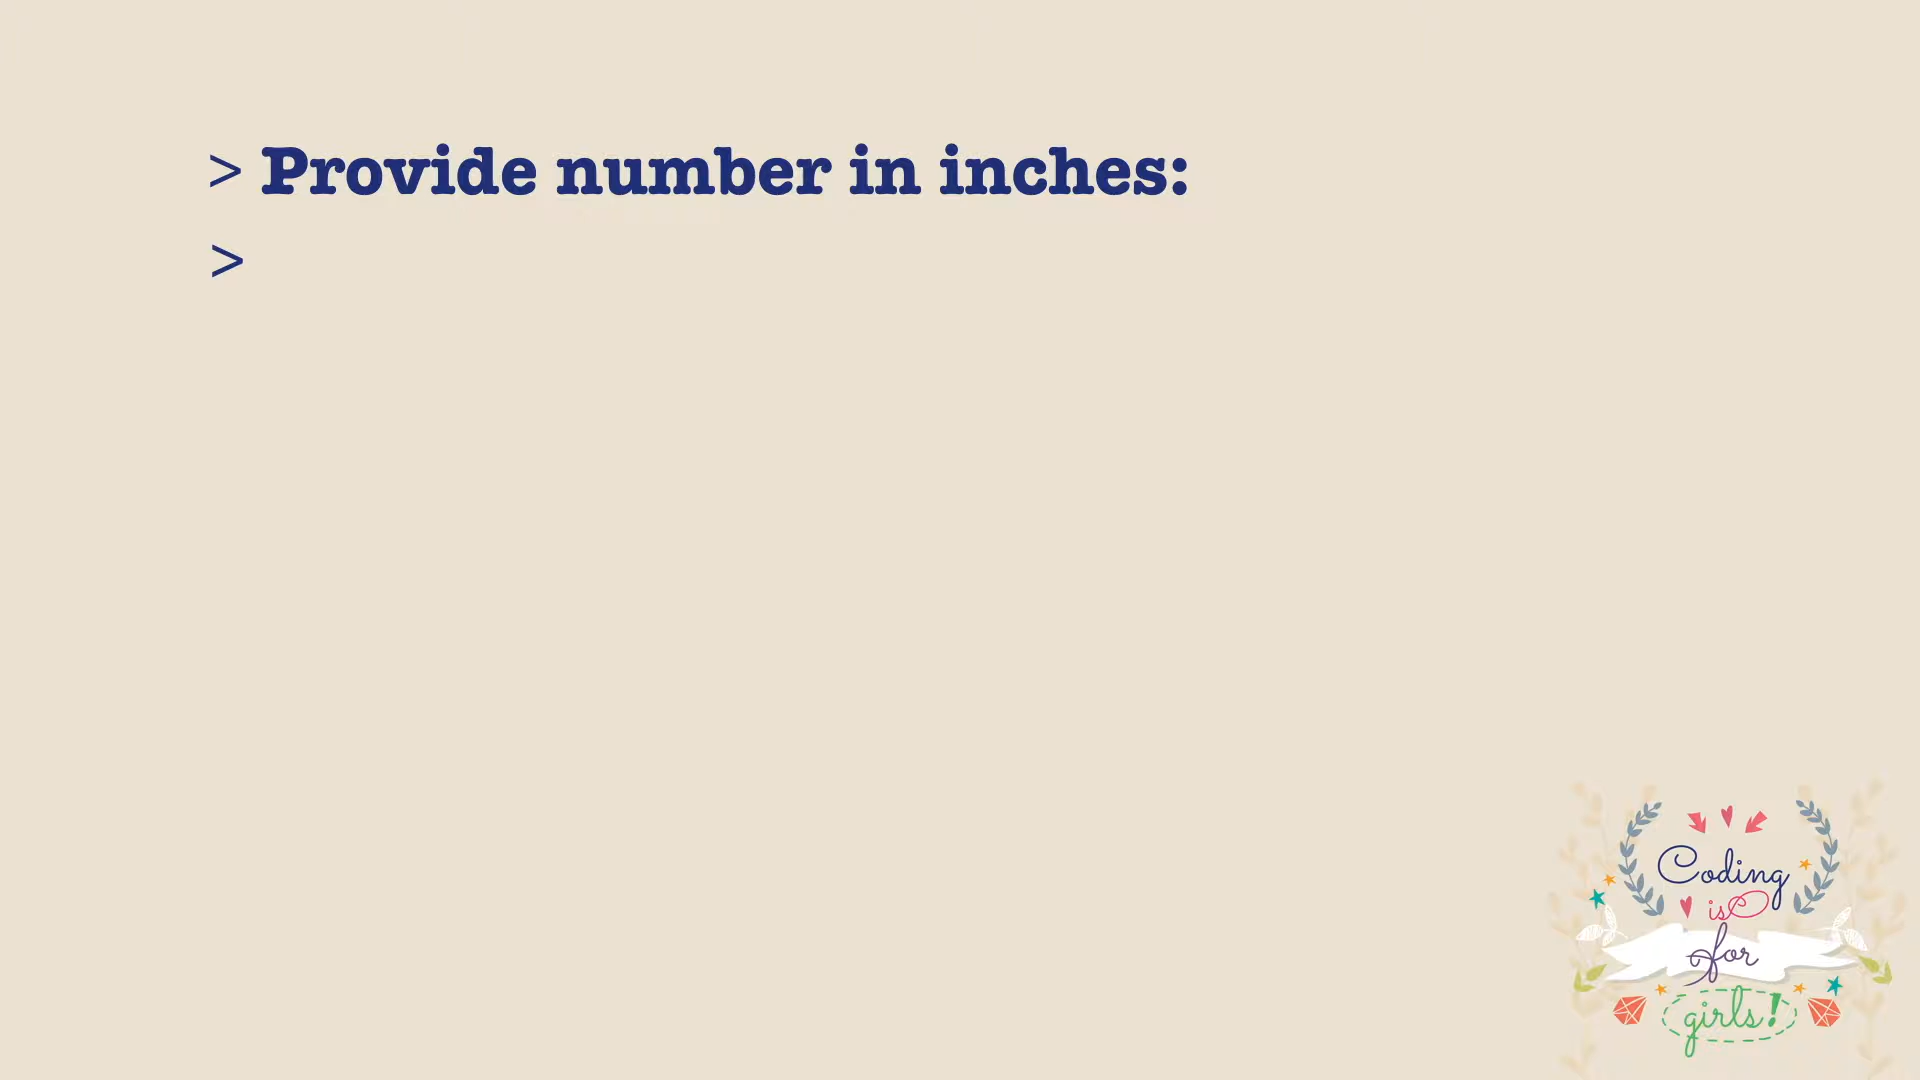 > Provide number in inches:
>
Coding
is
for
girls!